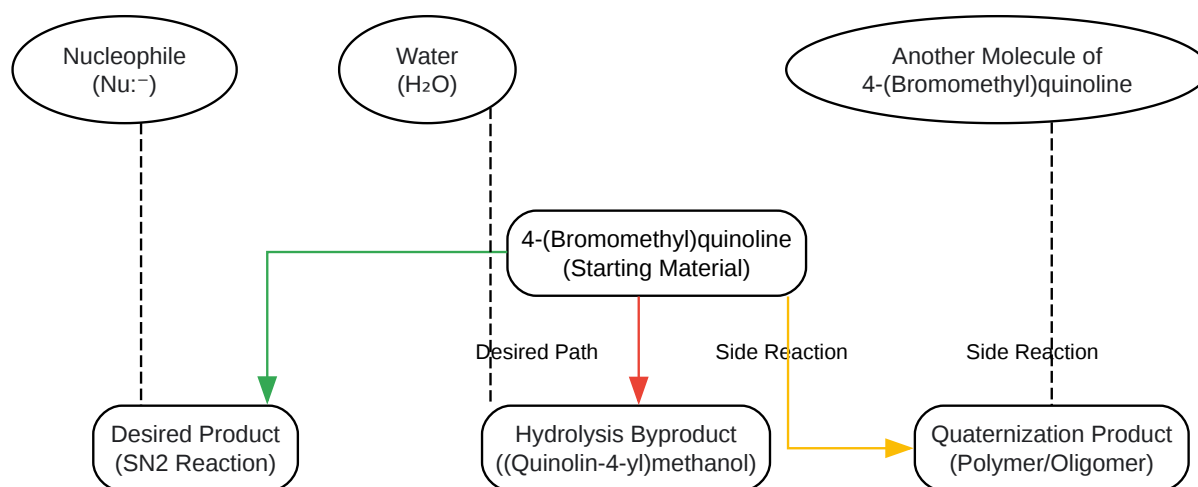 Nucleophile
(Nu:⁻)
Water
(H₂O)
Another Molecule of
4-(Bromomethyl)quinoline
4-(Bromomethyl)quinoline
(Starting Material)
Desired Path
Side Reaction
Side Reaction
Desired Product
(SN2 Reaction)
Hydrolysis Byproduct
((Quinolin-4-yl)methanol)
Quaternization Product
(Polymer/Oligomer)